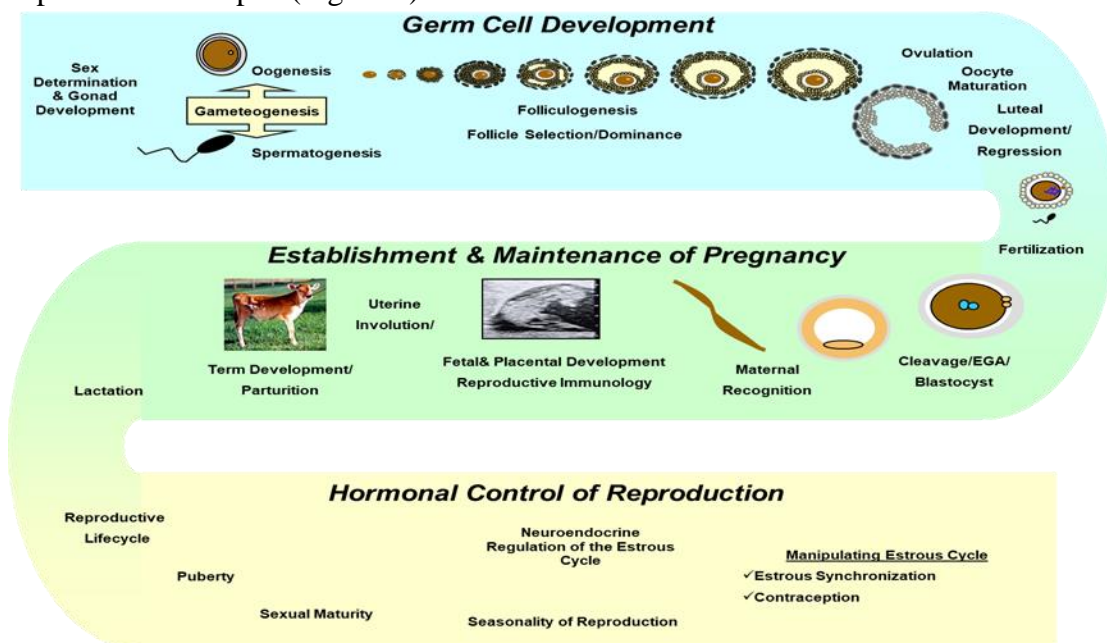 Germ Cell Development
Sex
Determination
& Gonad
Development
Oogenesis
Gameteogenesis
Spermatogenesis
Folliculogenesis
Follicle Selection/Dominance
Ovulation
Oocyte
Maturation
Luteal
Development/
Regression
Fertilization
Establishment & Maintenance of Pregnancy
Cleavage/EGA/
Blastocyst
Maternal
Recognition
Fetal& Placental Development
Reproductive Immunology
Uterine
Involution/
Term Development/
Parturition
Lactation
Hormonal Control of Reproduction
Reproductive
Lifecycle
Puberty
Sexual Maturity
Neuroendocrine
Regulation of the Estrous
Cycle
Seasonality of Reproduction
Manipulating Estrous Cycle
✓Estrous Synchronization
✓Contraception